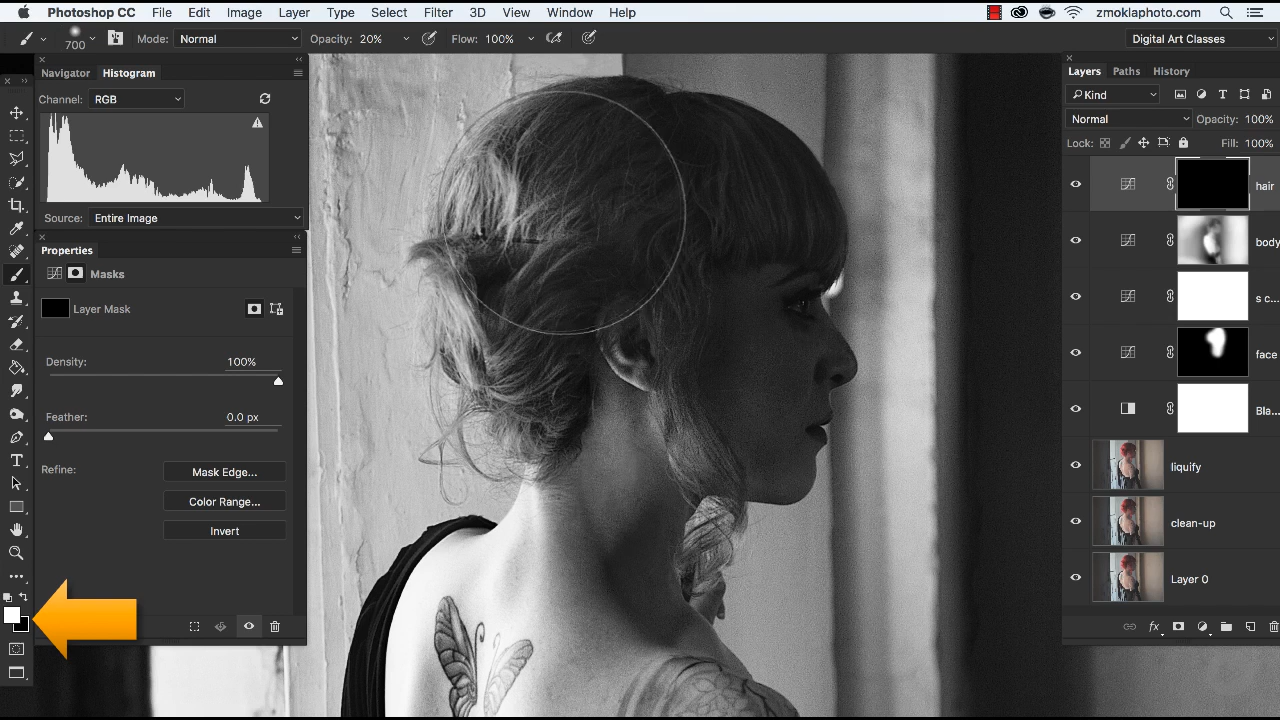 Photoshop CC File Edit Image Layer Type Select Filter 3D View Window Help zmoklaphoto.com
700 Mode: Normal Opacity: 20% Flow: 100% Digital Art Classes
Navigator Histogram
Channel: RGB
Source: Entire Image
Properties
Masks
Layer Mask
Density: 100%
Feather: 0.0 px
Refine: Mask Edge...
Color Range...
Invert
Layers Paths History
Kind
Normal Opacity: 100%
Lock: Fill: 100%
hair
body
s c...
face
Bla...
liquify
clean-up
Layer 0